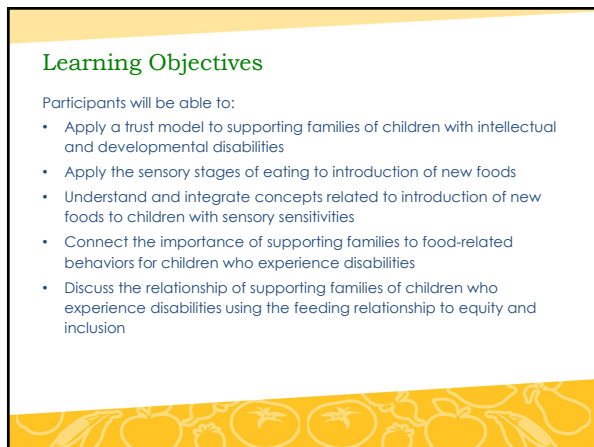 Learning Objectives
Participants will be able to:
• Apply a trust model to supporting families of children with intellectual
and developmental disabilities
• Apply the sensory stages of eating to introduction of new foods
• Understand and integrate concepts related to introduction of new
foods to children with sensory sensitivities
• Connect the importance of supporting families to food-related
behaviors for children who experience disabilities
• Discuss the relationship of supporting families of children who
experience disabilities using the feeding relationship to equity and
inclusion